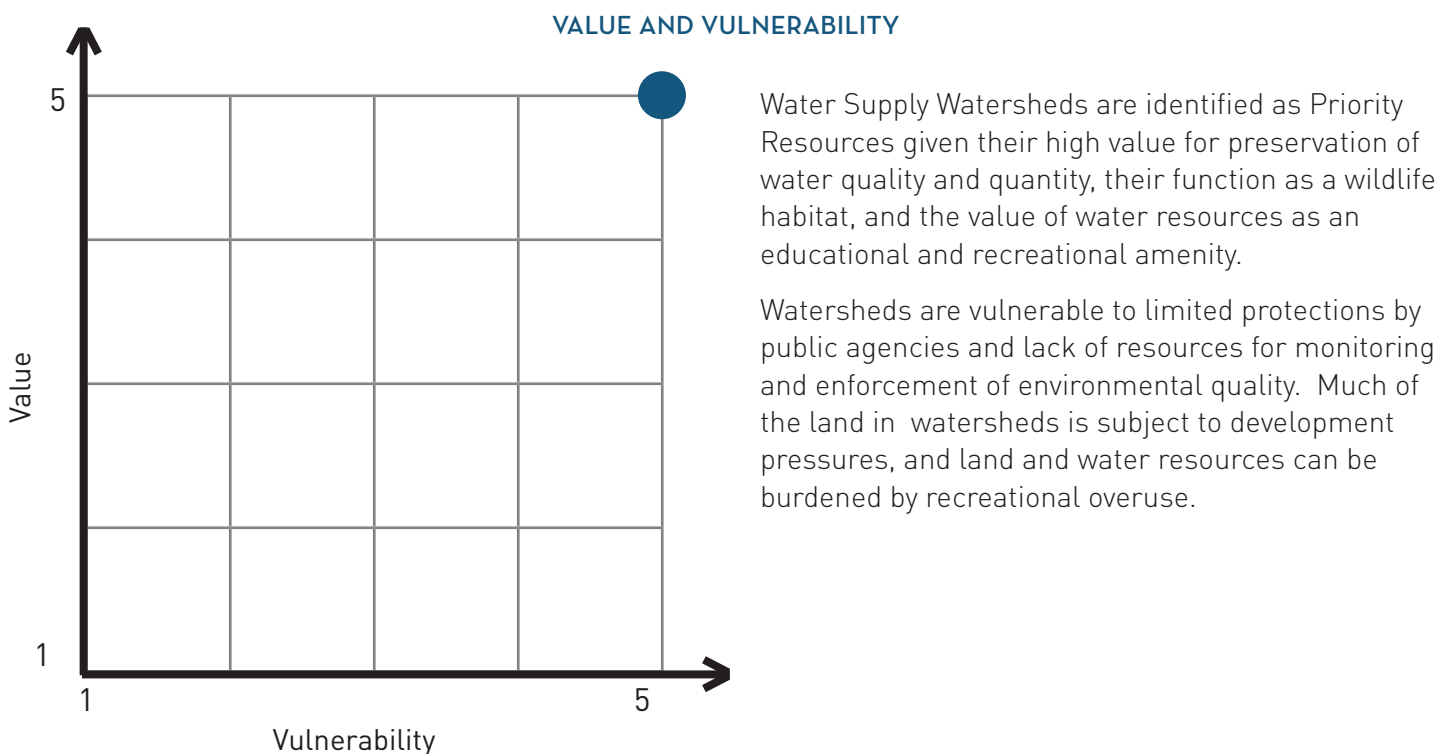 VALUE AND VULNERABILITY
5
Value
1
1
5
Vulnerability
Water Supply Watersheds are identified as Priority
Resources given their high value for preservation of
water quality and quantity, their function as a wildlife
habitat, and the value of water resources as an
educational and recreational amenity.
Watersheds are vulnerable to limited protections by
public agencies and lack of resources for monitoring
and enforcement of environmental quality.  Much of
the land in  watersheds is subject to development
pressures, and land and water resources can be
burdened by recreational overuse.